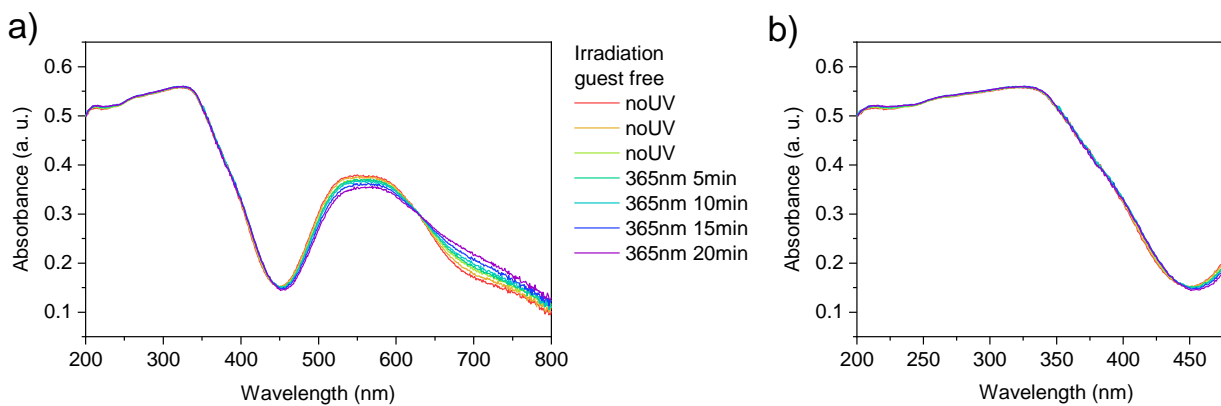 a)
0.6
0.5
0.4
0.3
0.2
0.1
Absorbance (a. u.)
200 300 400 500 600 700 800
Wavelength (nm)
Irradiation
guest free
noUV
noUV
noUV
365nm 5min
365nm 10min
365nm 15min
365nm 20min
b)
0.6
0.5
0.4
0.3
0.2
0.1
Absorbance (a. u.)
200 250 300 350 400 450
Wavelength (nm)